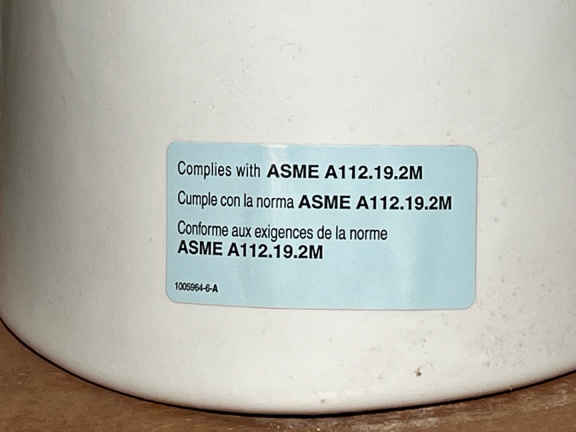 Complies with ASME A112.19.2M
Cumple con la norma ASME A112.19.2M
Conforme aux exigences de la norme
ASME A112.19.2M
1005964-6-A